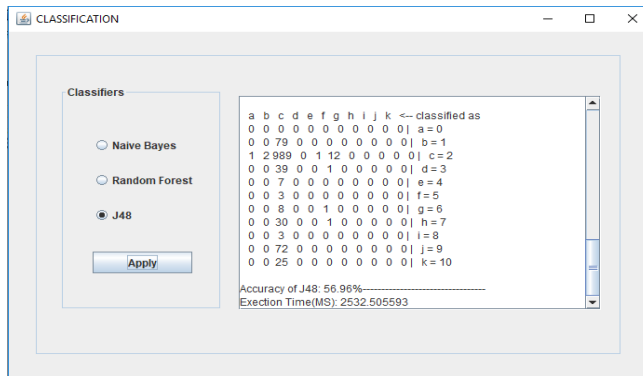 CLASSIFICATION
Classifiers
Naive Bayes
Random Forest
J48
Apply
a b c d e f g h i j k <-- classified as
0 0 0 0 0 0 0 0 0 0 0| a = 0
0 0 79 0 0 0 0 0 0 0 0| b = 1
1 2 989 0 1 12 0 0 0 0 0| c = 2
0 0 39 0 0 1 0 0 0 0 0| d = 3
0 0 7 0 0 0 0 0 0 0 0| e = 4
0 0 3 0 0 0 0 0 0 0 0| f = 5
0 0 8 0 0 1 0 0 0 0 0| g = 6
0 0 30 0 0 1 0 0 0 0 0| h = 7
0 0 3 0 0 0 0 0 0 0 0| i = 8
0 0 72 0 0 0 0 0 0 0 0| j = 9
0 0 25 0 0 0 0 0 0 0 0| k = 10
Accuracy of J48: 56.96%----------------------------------
Exection Time(MS): 2532.505593